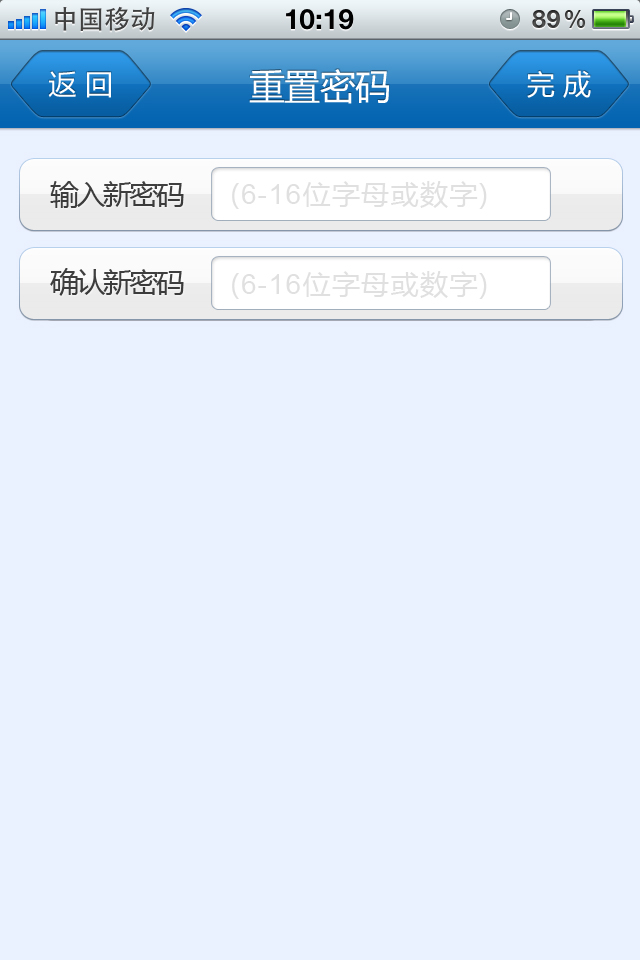 中国移动 10:19 89%
返回 重置密码 完成
输入新密码 (6-16位字母或数字)
确认新密码 (6-16位字母或数字)